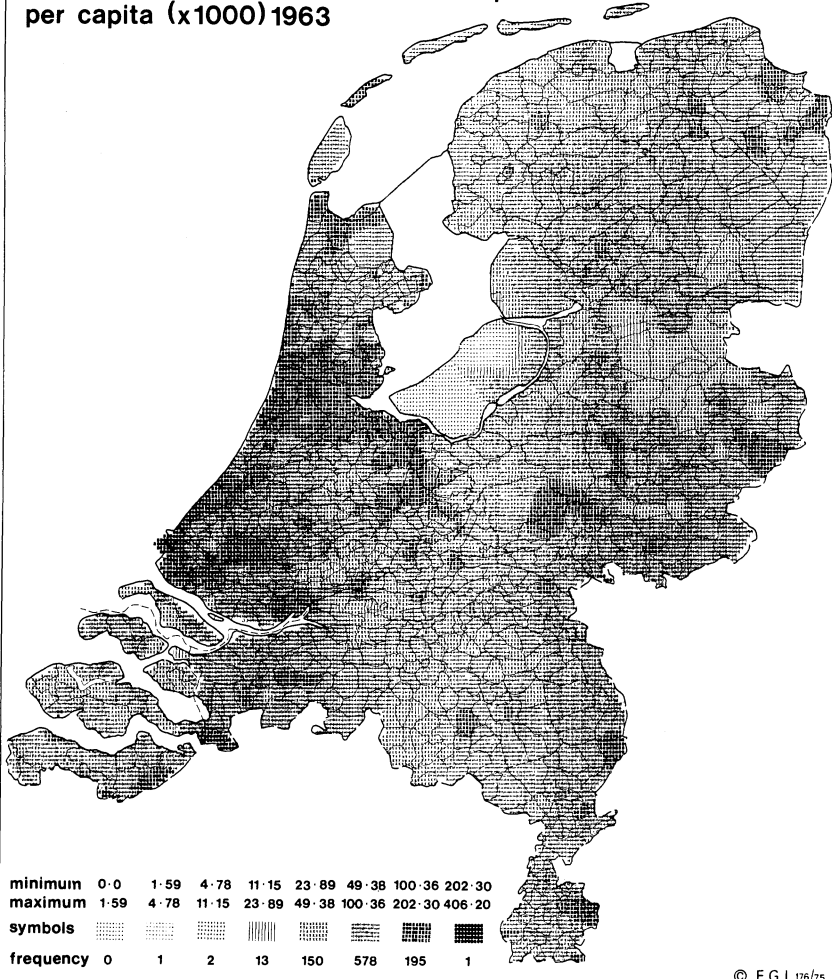 per capita (x1000) 1963
minimum 0·0 1·59 4·78 11·15 23·89 49·38 100·36 202·30
maximum 1·59 4·78 11·15 23·89 49·38 100·36 202·30 406·20
symbols
frequency 0 1 2 13 150 578 195 1
© F.G.I. 176/75